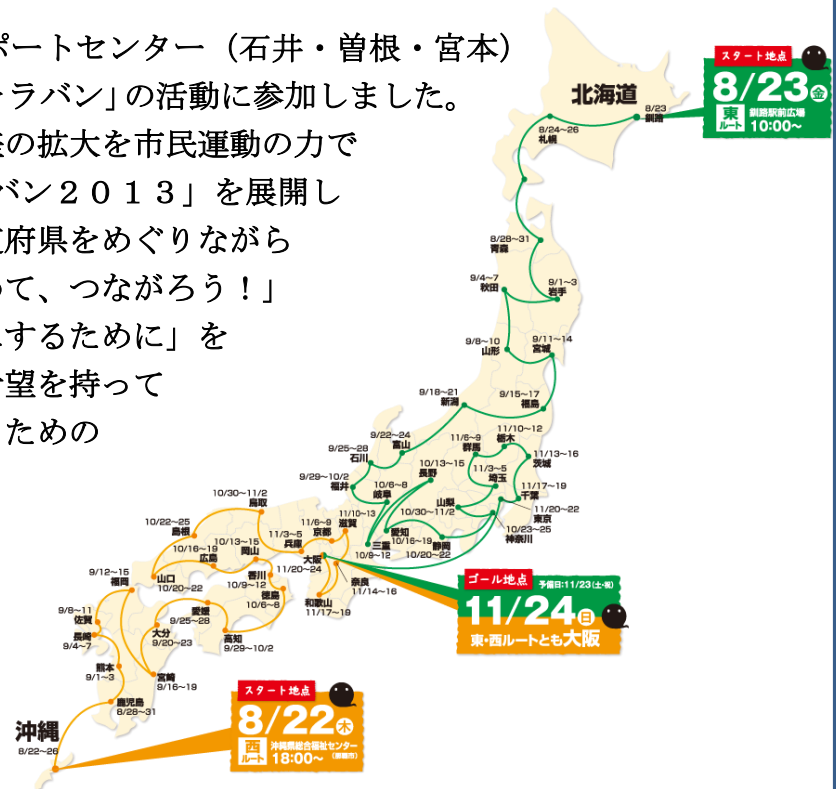 ポートセンター（石井・曽根・宮本）
ラバン」の活動に参加しました。
の拡大を市民運動の力で
バン２０１３」を展開し
府県をめぐりながら
めて、つながろう！」
するために」を
望を持って
ための
スタート地点
8/23金
東ルート
釧路駅前広場
10:00～
北海道
8/23
釧路
8/24～26
札幌
8/28～31
青森
9/1～3
岩手
9/4～7
秋田
9/8～10
山形
9/11～14
宮城
9/15～17
福島
9/18～21
新潟
9/22～24
富山
9/25～28
石川
9/29～10/2
福井
10/6～8
岐阜
10/13～15
長野
11/6～9
群馬
11/10～12
栃木
11/13～16
茨城
11/3～5
埼玉
11/17～19
千葉
11/20～22
東京
10/23～25
神奈川
山梨
10/30～11/2
愛知
10/16～19
静岡
10/20～22
三重
10/9～12
11/10～13
滋賀
11/6～9
京都
11/3～5
兵庫
大阪
11/20～24
奈良
11/14～16
和歌山
11/17～19
10/30～11/2
鳥取
10/22～25
島根
10/13～15
岡山
10/16～19
広島
山口
10/20～22
香川
10/9～12
徳島
10/6～8
愛媛
9/25～28
高知
9/29～10/2
9/12～15
福岡
9/8～11
佐賀
長崎
9/4～7
大分
9/20～23
熊本
9/1～3
宮崎
9/16～19
鹿児島
8/28～31
沖縄
8/22～26
ゴール地点
予備日:11/23(土・祝)
11/24日
東・西ルートとも大阪
スタート地点
8/22木
西ルート
沖縄県総合福祉センター
(那覇市)
18:00～